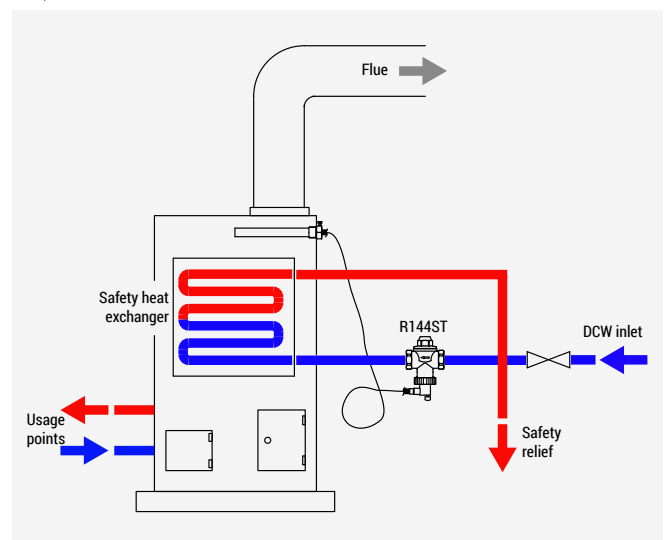 Flue
Safety heat
exchanger
R144ST
DCW inlet
Usage
points
Safety
relief